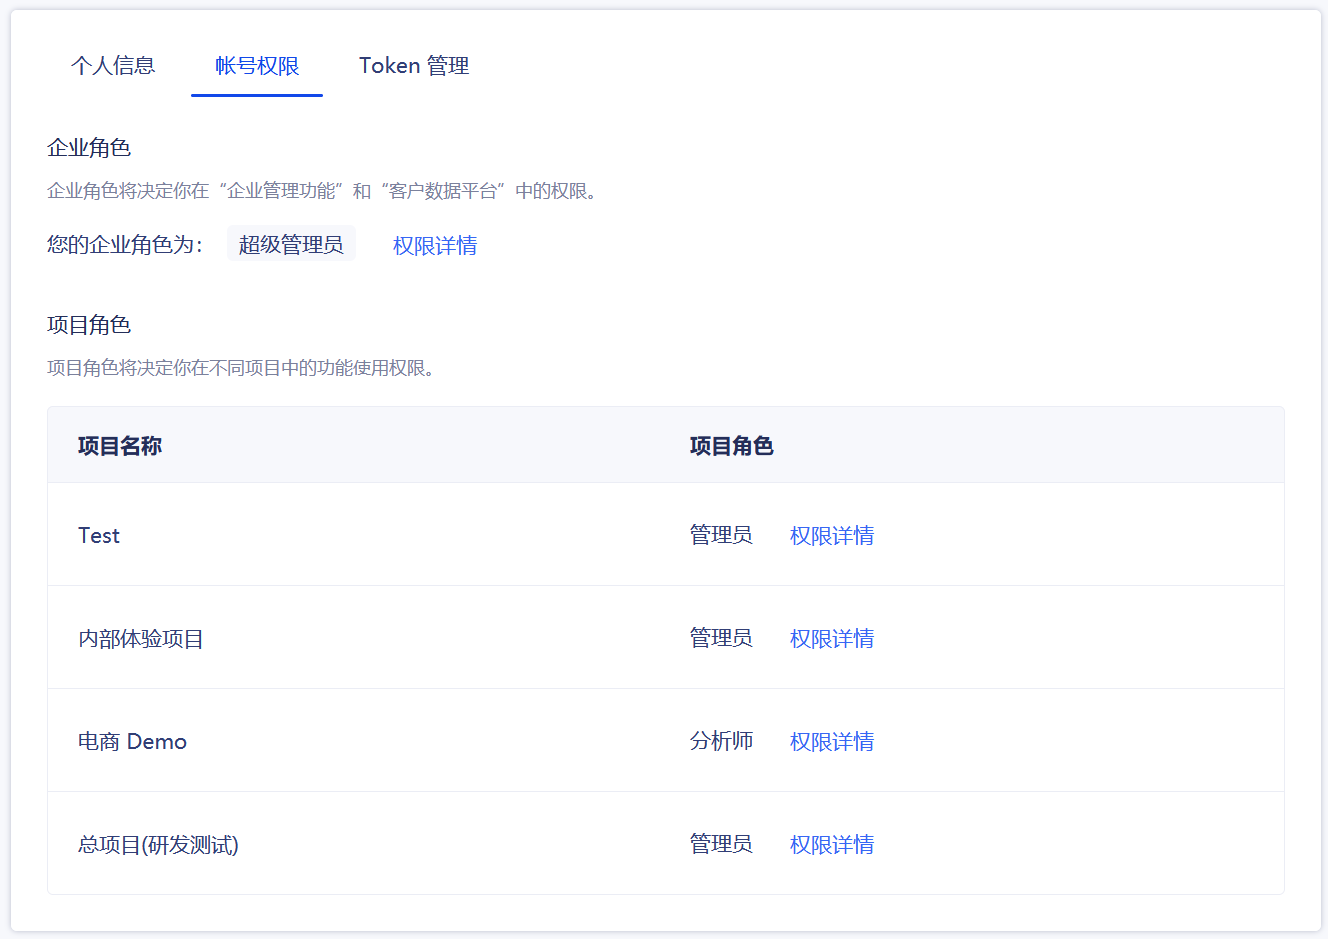 个人信息 帐号权限 Token 管理
企业角色
企业角色将决定你在“企业管理功能”和“客户数据平台”中的权限。
您的企业角色为： 超级管理员 权限详情
项目角色
项目角色将决定你在不同项目中的功能使用权限。
项目名称 项目角色
Test 管理员 权限详情
内部体验项目 管理员 权限详情
电商 Demo 分析师 权限详情
总项目(研发测试) 管理员 权限详情